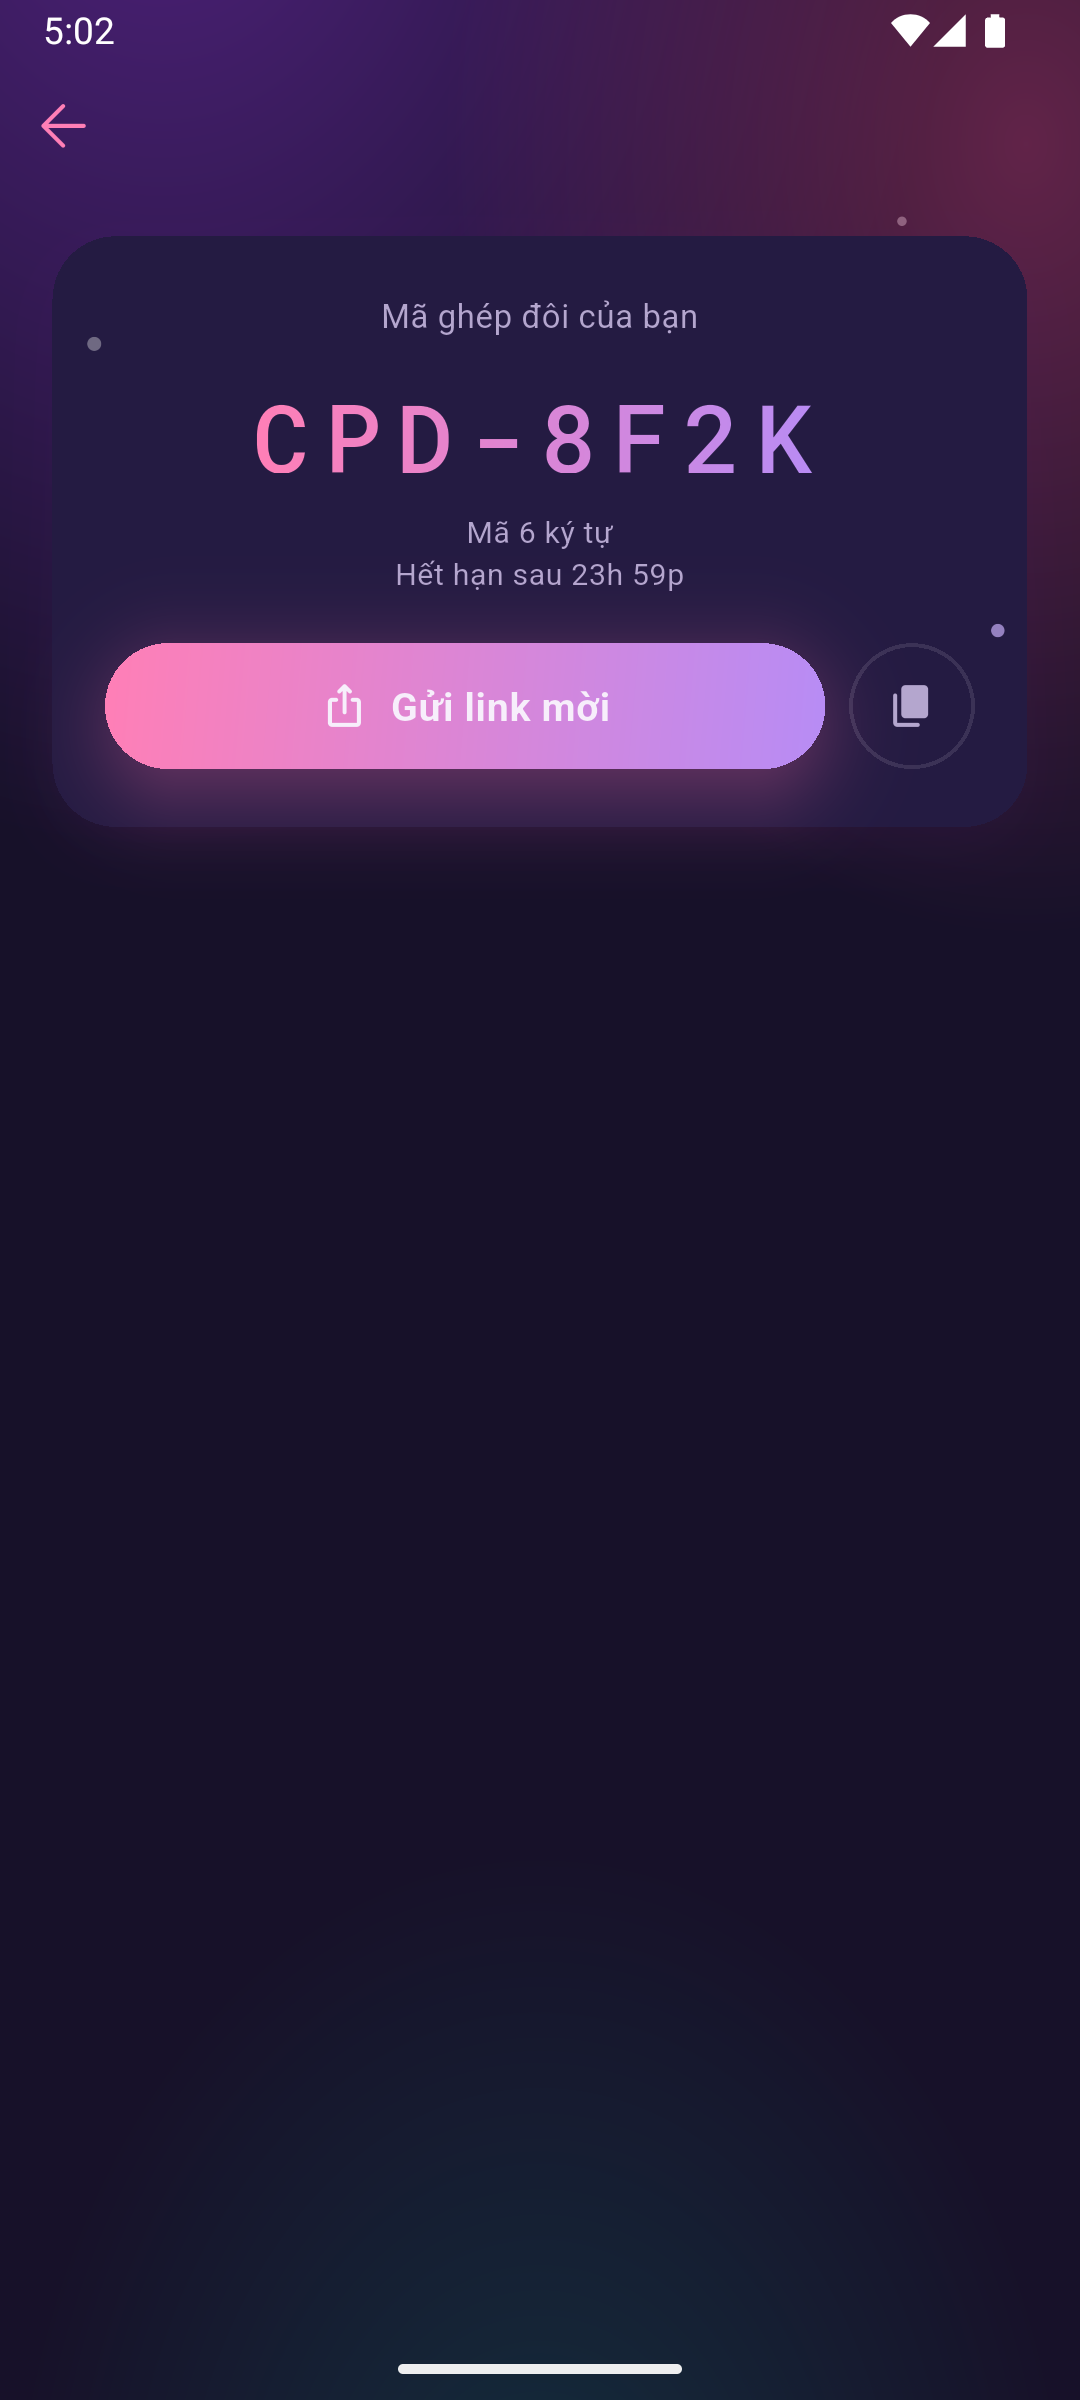 5:02
Mã ghép đôi của bạn
CPD-8F2K
Mã 6 ký tự
Hết hạn sau 23h 59p
Gửi link mời